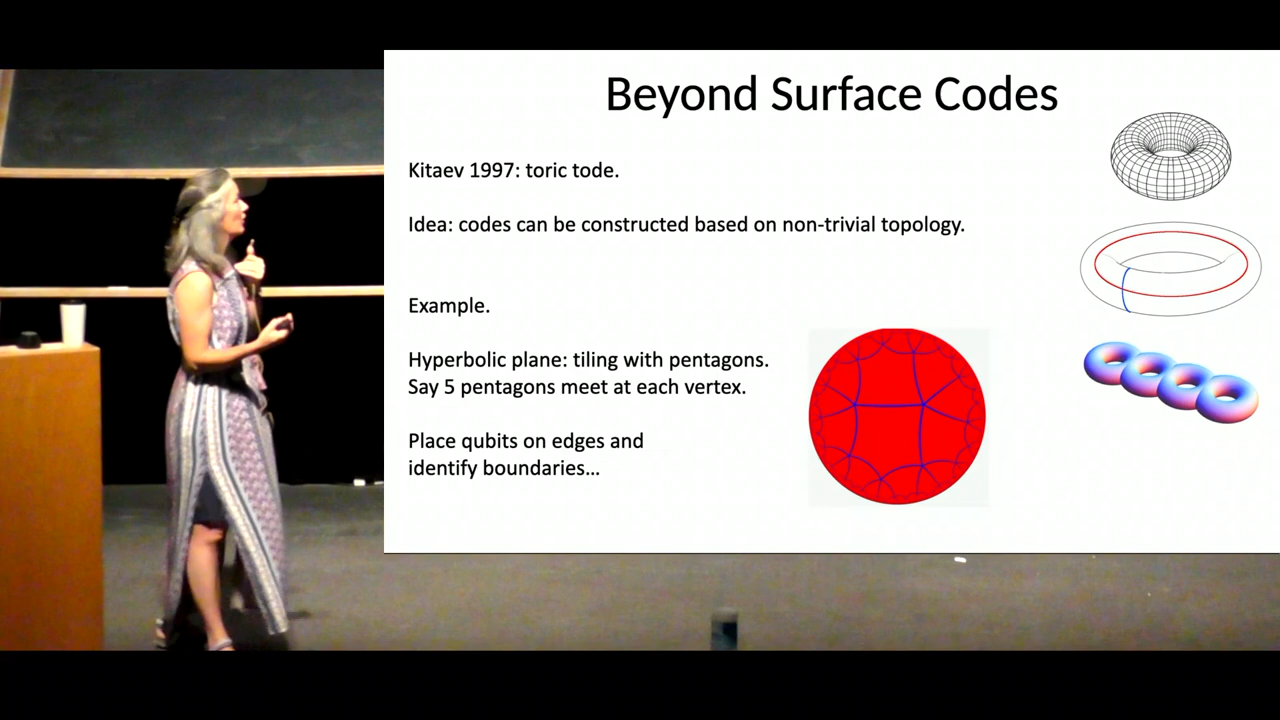 Beyond Surface Codes
Kitaev 1997: toric tode.
Idea: codes can be constructed based on non-trivial topology.
Example.
Hyperbolic plane: tiling with pentagons.
Say 5 pentagons meet at each vertex.
Place qubits on edges and
identify boundaries...